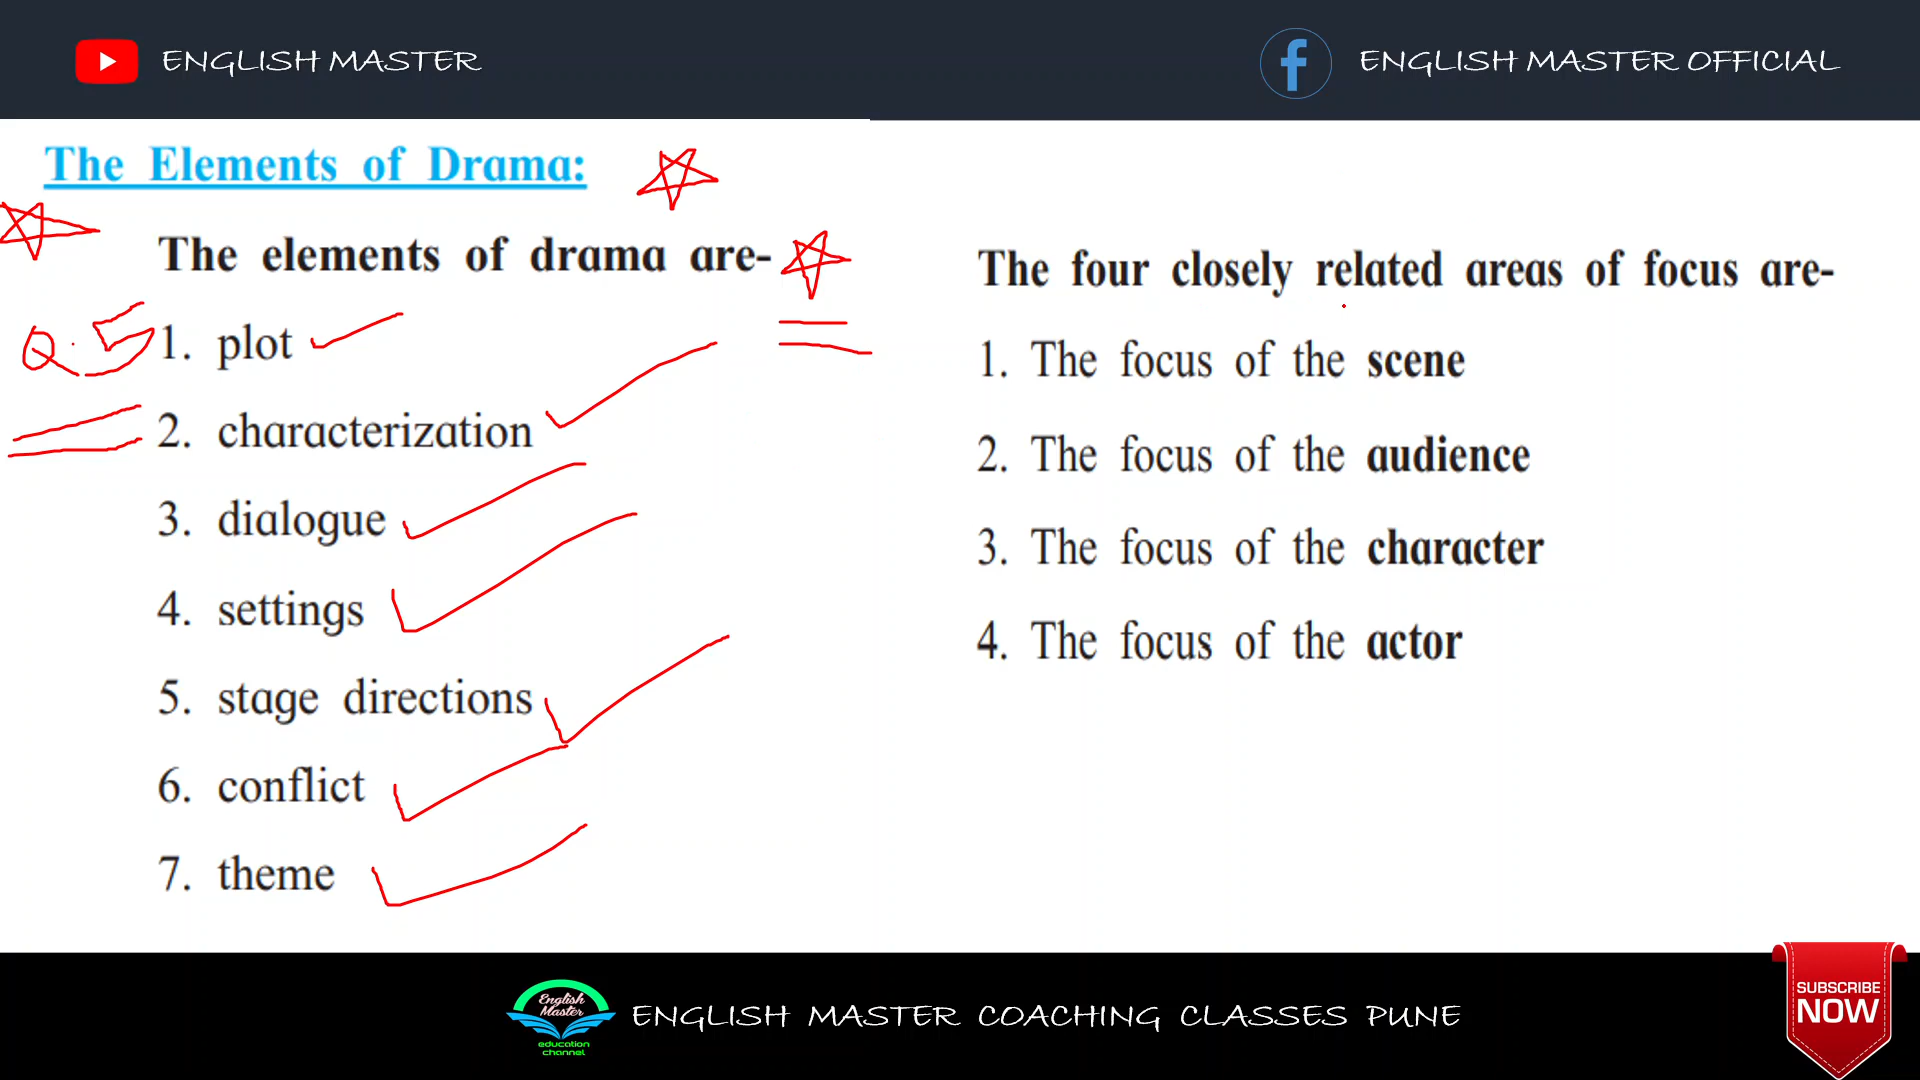 ENGLISH MASTER
ENGLISH MASTER OFFICIAL
The Elements of Drama:
The elements of drama are-
Q.5
1. plot
2. characterization
3. dialogue
4. settings
5. stage directions
6. conflict
7. theme
The four closely related areas of focus are-
1. The focus of the scene
2. The focus of the audience
3. The focus of the character
4. The focus of the actor
English
Master
education
channel
ENGLISH MASTER COACHING CLASSES PUNE
SUBSCRIBE
NOW